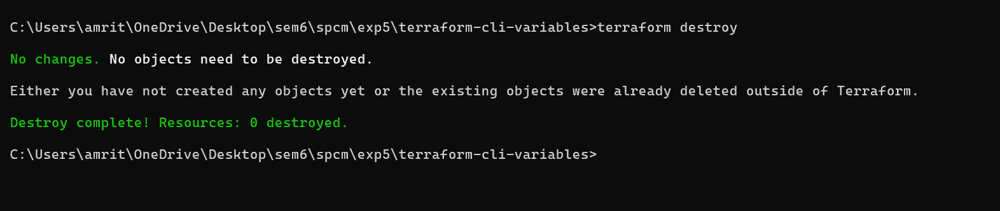 C:\Users\amrit\OneDrive\Desktop\sem6\spcm\exp5\terraform-cli-variables>terraform destroy
No changes. No objects need to be destroyed.
Either you have not created any objects yet or the existing objects were already deleted outside of Terraform.
Destroy complete! Resources: 0 destroyed.
C:\Users\amrit\OneDrive\Desktop\sem6\spcm\exp5\terraform-cli-variables>